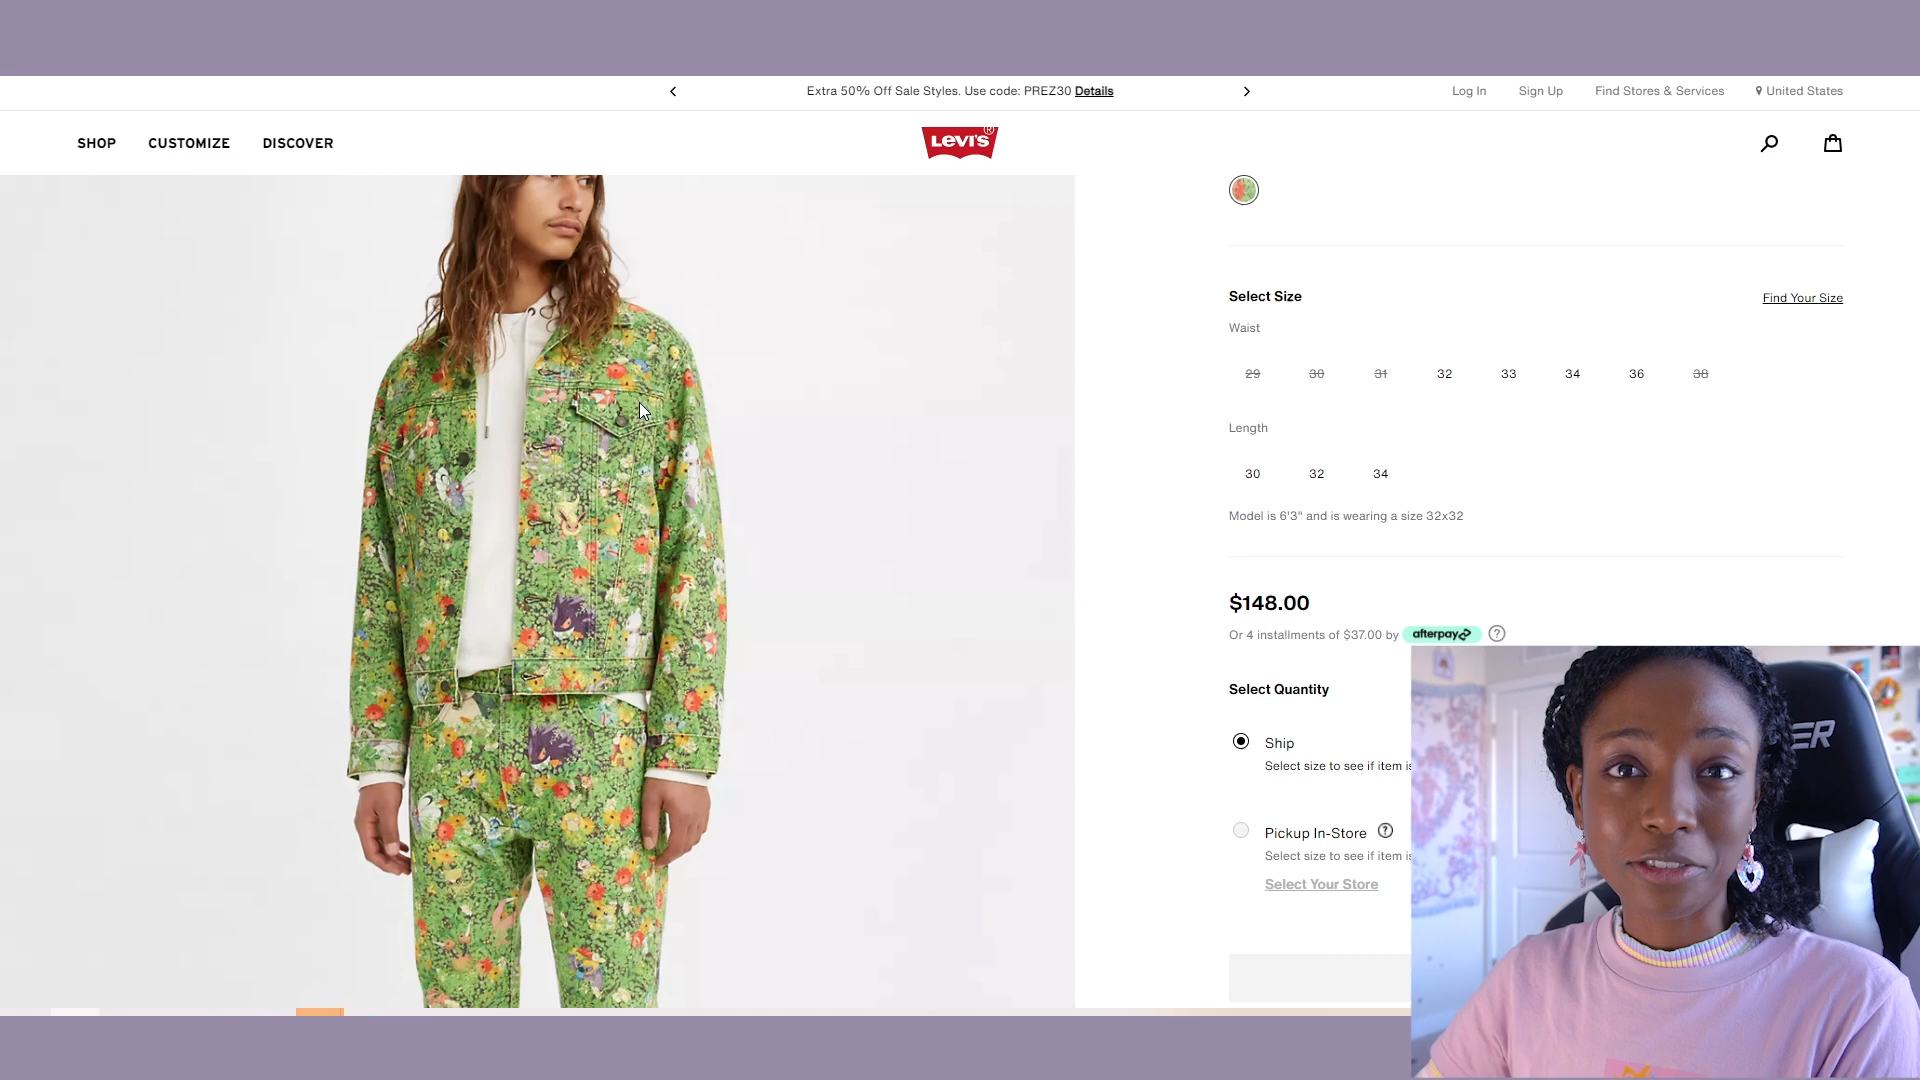 Extra 50% Off Sale Styles. Use code: PREZ30 Details
Log In
Sign Up
Find Stores & Services
United States
SHOP
CUSTOMIZE
DISCOVER
LEVI'S®
Select Size
Find Your Size
Waist
29 30 31 32 33 34 36 38
Length
30 32 34
Model is 6'3" and is wearing a size 32x32
$148.00
Or 4 installments of $37.00 by afterpay
Select Quantity
Ship
Select size to see if item is
Pickup In-Store
Select size to see if item is
Select Your Store
ER